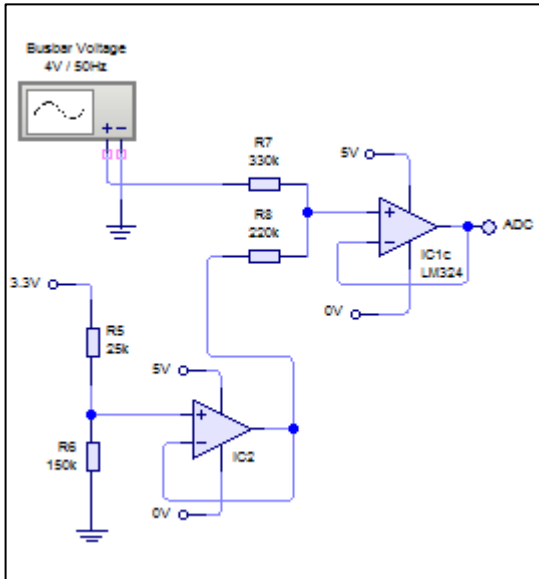 Busbar Voltage
4V / 50Hz
+ −
R7
330k
5V
R8
220k
+
−
ADC
IC1c
LM324
0V
3.3V
R5
25k
5V
+
−
IC2
R6
150k
0V